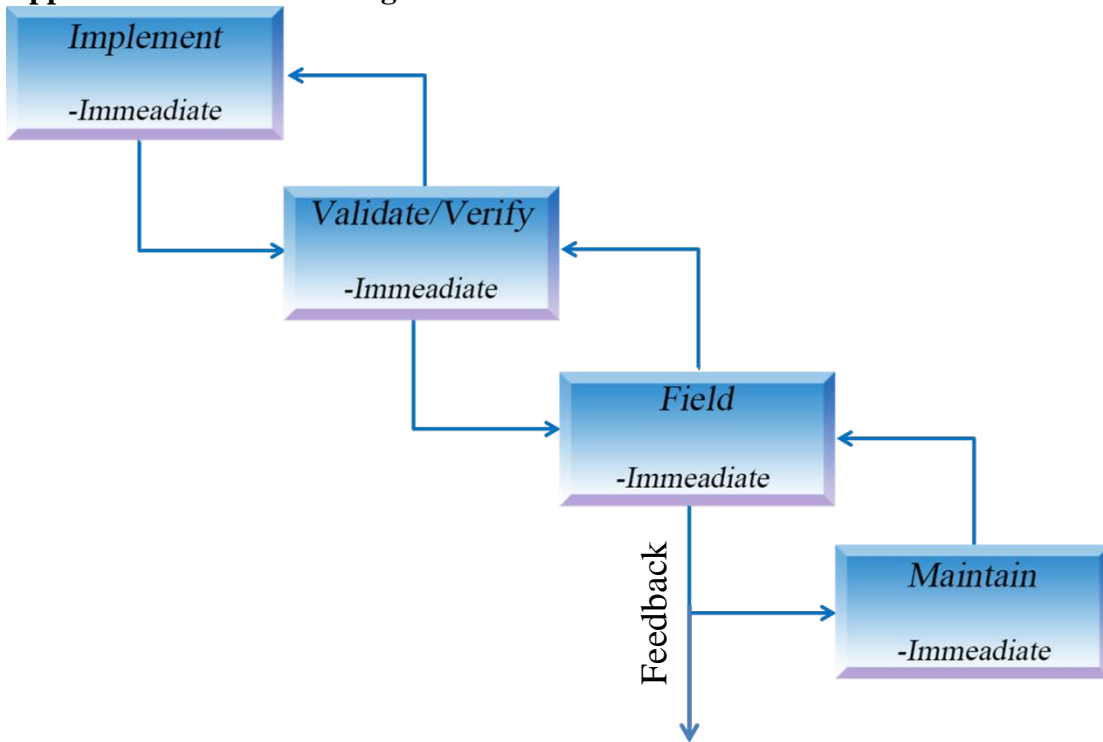 Implement
-Immeadiate
Validate/Verify
-Immeadiate
Field
-Immeadiate
Feedback
Maintain
-Immeadiate